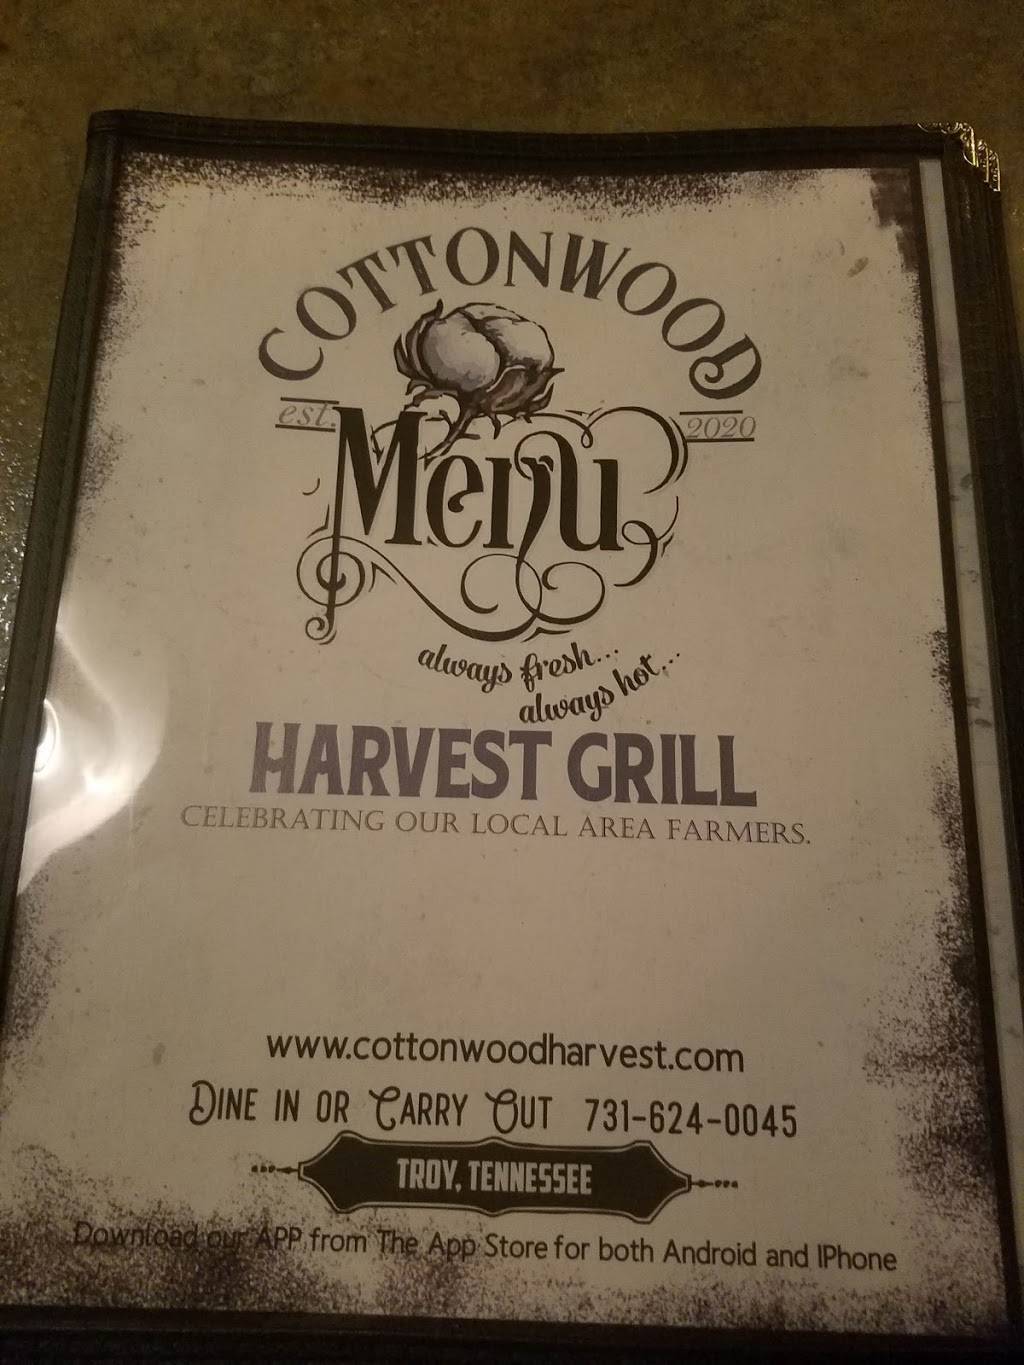 COTTONWOOD
est. 2020
Menu
always fresh...
always hot...
HARVEST GRILL
CELEBRATING OUR LOCAL AREA FARMERS.
www.cottonwoodharvest.com
DINE IN OR CARRY OUT 731-624-0045
TROY, TENNESSEE
Download our APP from The App Store for both Android and IPhone